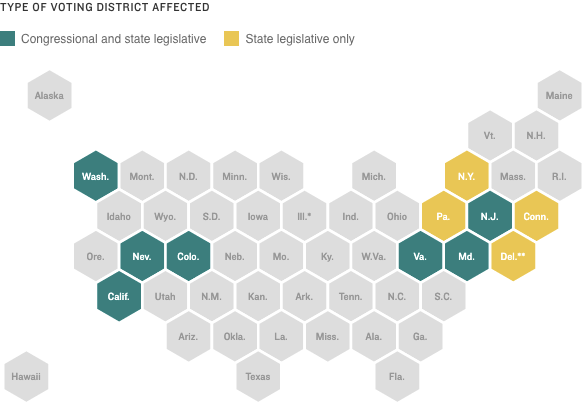 TYPE OF VOTING DISTRICT AFFECTED
Congressional and state legislative State legislative only
Alaska Maine
Vt. N.H.
Wash. Mont. N.D. Minn. Wis. Mich. N.Y. Mass. R.I.
Idaho Wyo. S.D. Iowa Ill.* Ind. Ohio Pa. N.J. Conn.
Ore. Nev. Colo. Neb. Mo. Ky. W.Va. Va. Md. Del.**
Calif. Utah N.M. Kan. Ark. Tenn. N.C. S.C.
Ariz. Okla. La. Miss. Ala. Ga.
Hawaii Texas Fla.